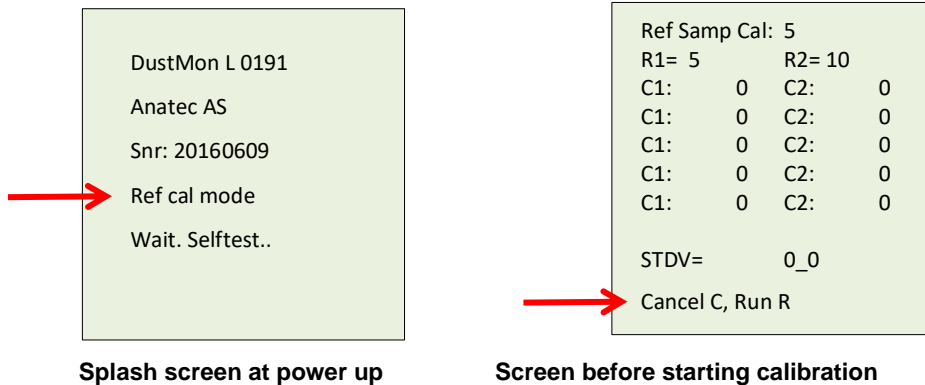 DustMon L 0191
Anatec AS
Snr: 20160609
Ref cal mode
Wait. Selftest..
Splash screen at power up
Ref Samp Cal: 5
R1= 5 R2= 10
C1: 0 C2: 0
C1: 0 C2: 0
C1: 0 C2: 0
C1: 0 C2: 0
C1: 0 C2: 0
STDV= 0_0
Cancel C, Run R
Screen before starting calibration